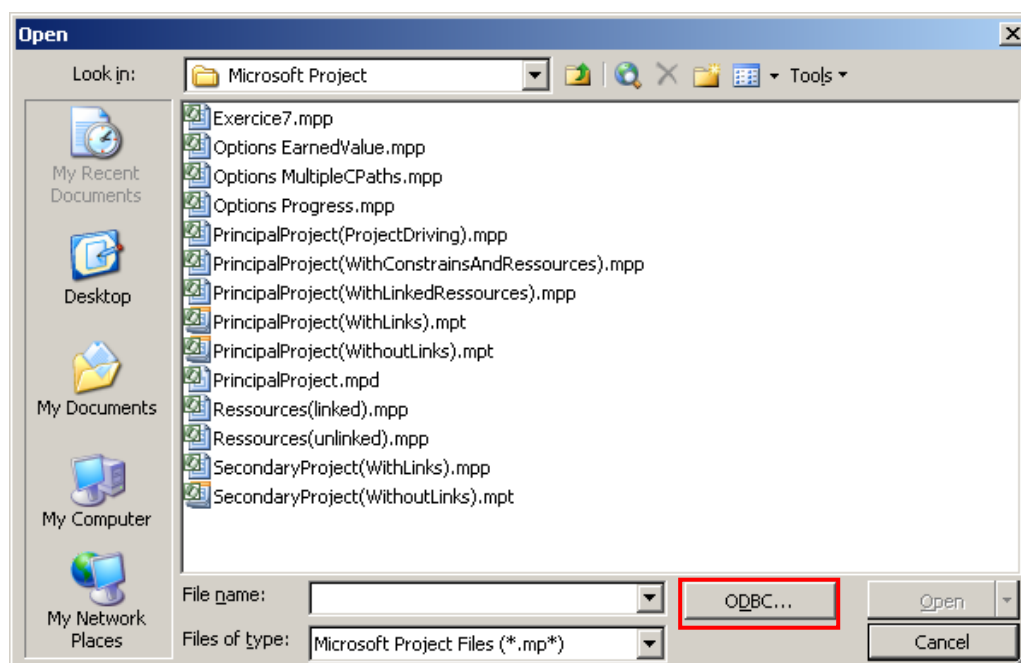 Open
Look in:
Microsoft Project
Tools
My Recent
Documents
Desktop
My Documents
My Computer
My Network
Places
Exercice7.mpp
Options EarnedValue.mpp
Options MultipleCPaths.mpp
Options Progress.mpp
PrincipalProject(ProjectDriving).mpp
PrincipalProject(WithConstrainsAndRessources).mpp
PrincipalProject(WithLinkedRessources).mpp
PrincipalProject(WithLinks).mpt
PrincipalProject(WithoutLinks).mpt
PrincipalProject.mpd
Ressources(linked).mpp
Ressources(unlinked).mpp
SecondaryProject(WithLinks).mpp
SecondaryProject(WithoutLinks).mpt
File name:
ODBC...
Open
Files of type:
Microsoft Project Files (*.mp*)
Cancel